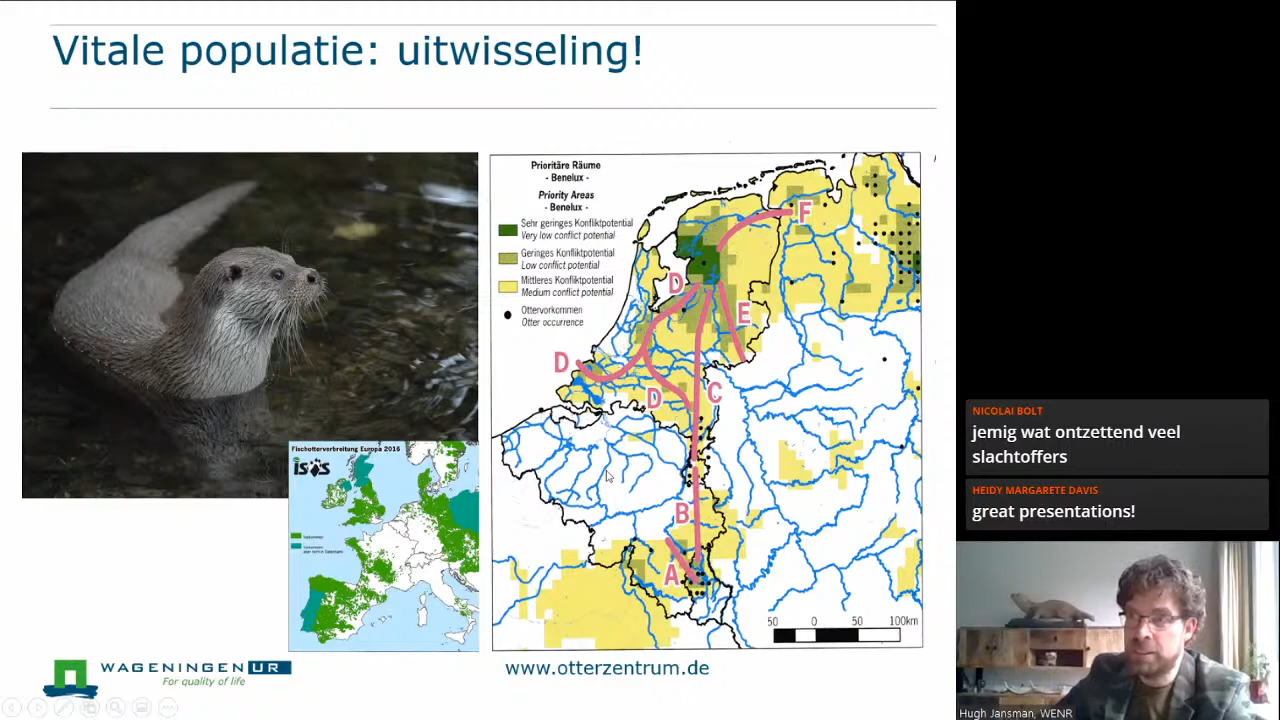 Vitale populatie: uitwisseling!
Prioritäre Räume
- Benelux -
Priority Areas
- Benelux -
Sehr geringes Konfliktpotential
Very low conflict potential
Geringes Konfliktpotential
Low conflict potential
Mittleres Konfliktpotential
Medium conflict potential
Ottervorkommen
Otter occurrence
F
D
E
D
D
C
B
A
50 0 50 100km
Fischotterverbreitung Europa 2016
isos
WAGENINGEN UR
For quality of life
www.otterzentrum.de
NICOLAI BOLT
jemig wat ontzettend veel
slachtoffers
HEIDY MARGARETE DAVIS
great presentations!
Hugh Jansman, WENR